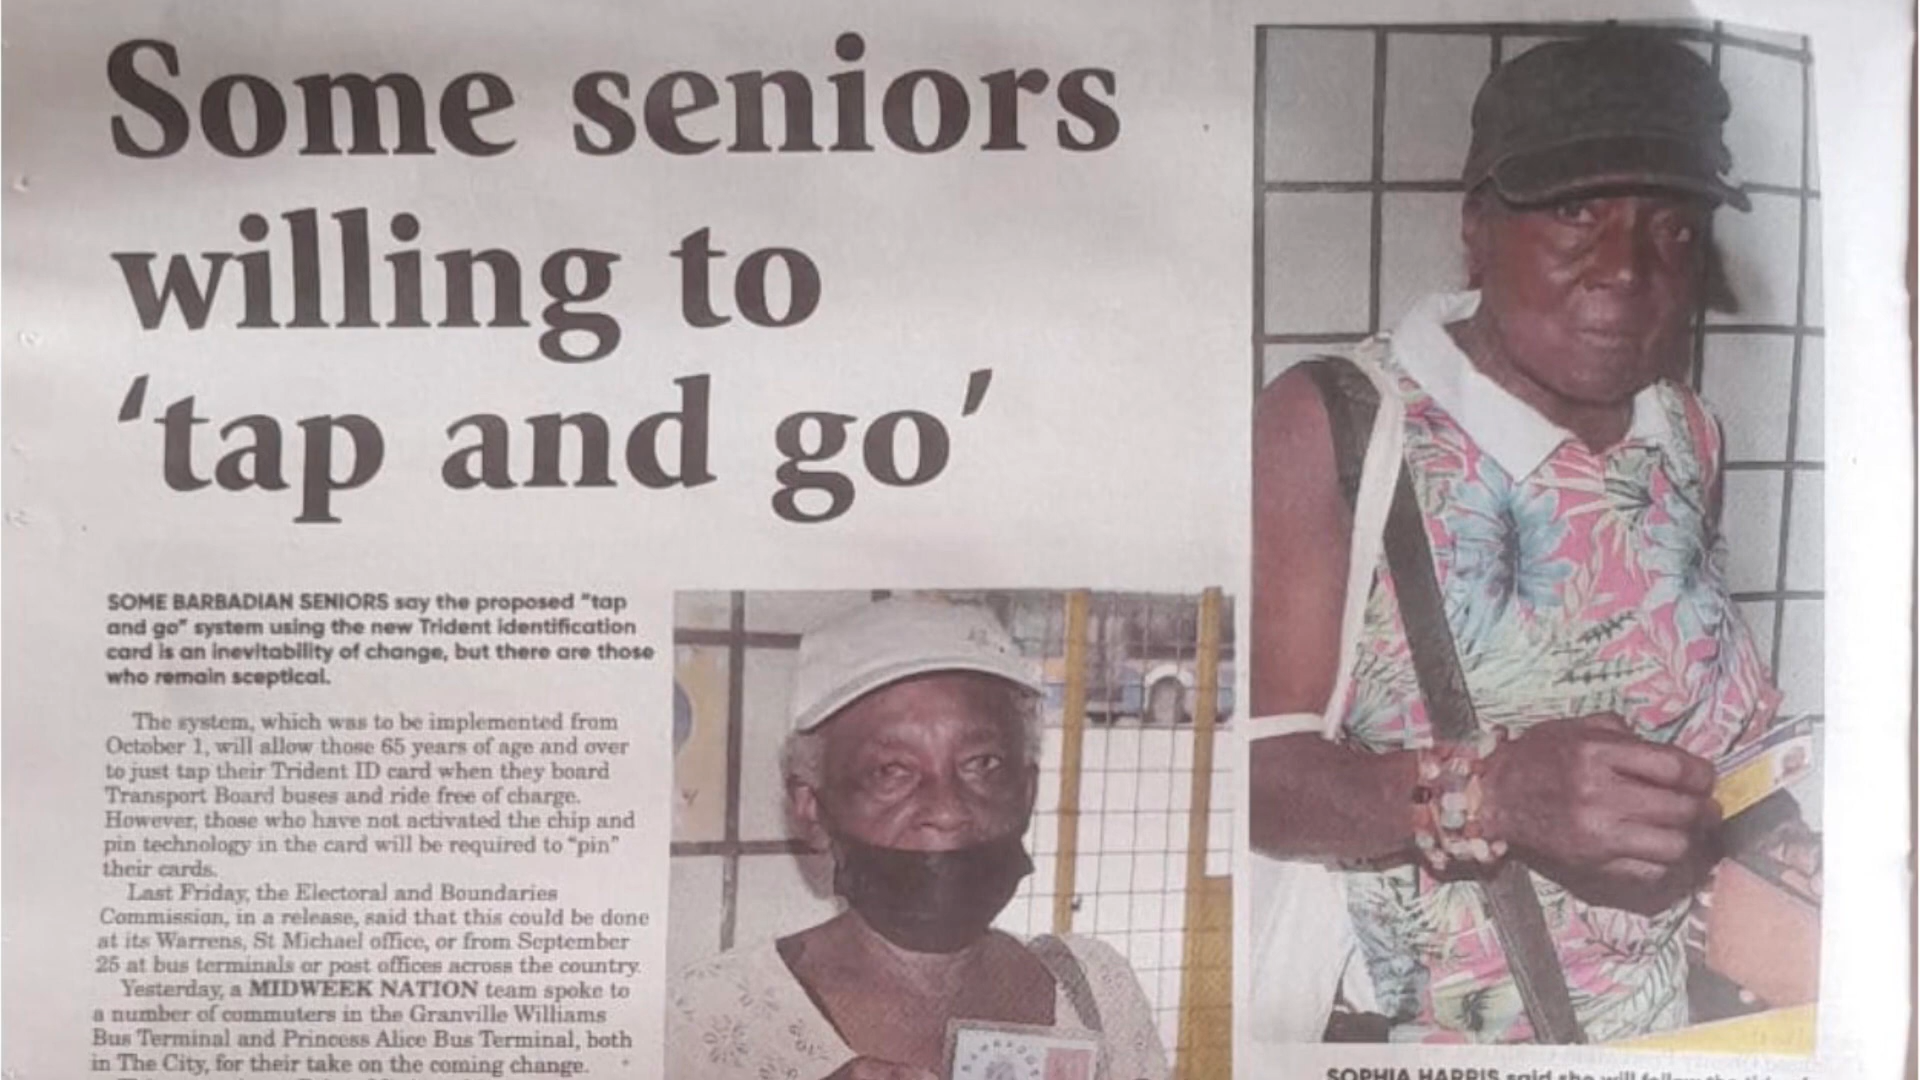 Some seniors
willing to
‘tap and go’
SOME BARBADIAN SENIORS say the proposed "tap
and go" system using the new Trident identification
card is an inevitability of change, but there are those
who remain sceptical.
The system, which was to be implemented from
October 1, will allow those 65 years of age and over
to just tap their Trident ID card when they board
Transport Board buses and ride free of charge.
However, those who have not activated the chip and
pin technology in the card will be required to "pin"
their cards.
Last Friday, the Electoral and Boundaries
Commission, in a release, said that this could be done
at its Warrens, St Michael office, or from September
25 at bus terminals or post offices across the country.
Yesterday, a MIDWEEK NATION team spoke to
a number of commuters in the Granville Williams
Bus Terminal and Princess Alice Bus Terminal, both
in The City, for their take on the coming change.
BARBADOS
SOPHIA HARRIS said she will follow the